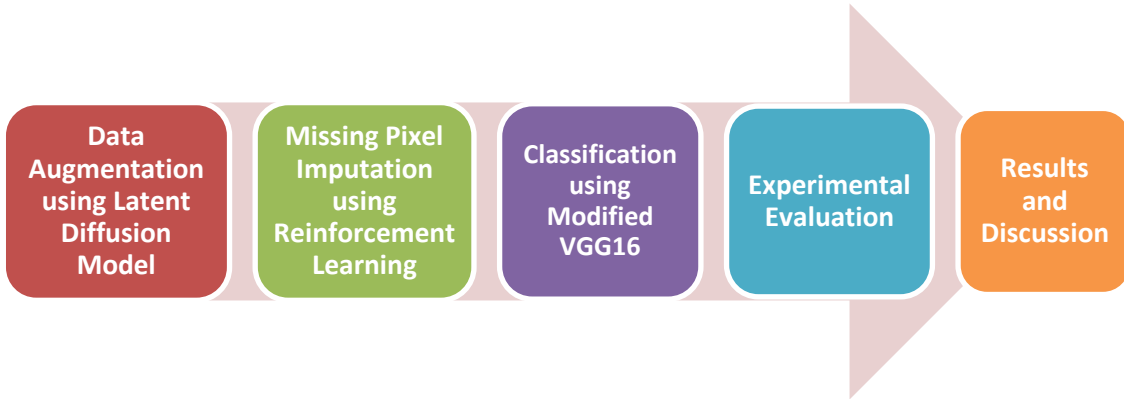 Data
Augmentation
using Latent
Diffusion
Model
Missing Pixel
Imputation
using
Reinforcement
Learning
Classification
using
Modified
VGG16
Experimental
Evaluation
Results
and
Discussion